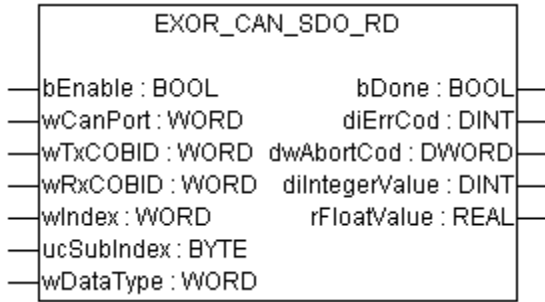 EXOR_CAN_SDO_RD
bEnable : BOOL bDone : BOOL
wCanPort : WORD diErrCod : DINT
wTxCOBID : WORD dwAbortCod : DWORD
wRxCOBID : WORD diIntegerValue : DINT
wIndex : WORD rFloatValue : REAL
ucSubIndex : BYTE
wDataType : WORD